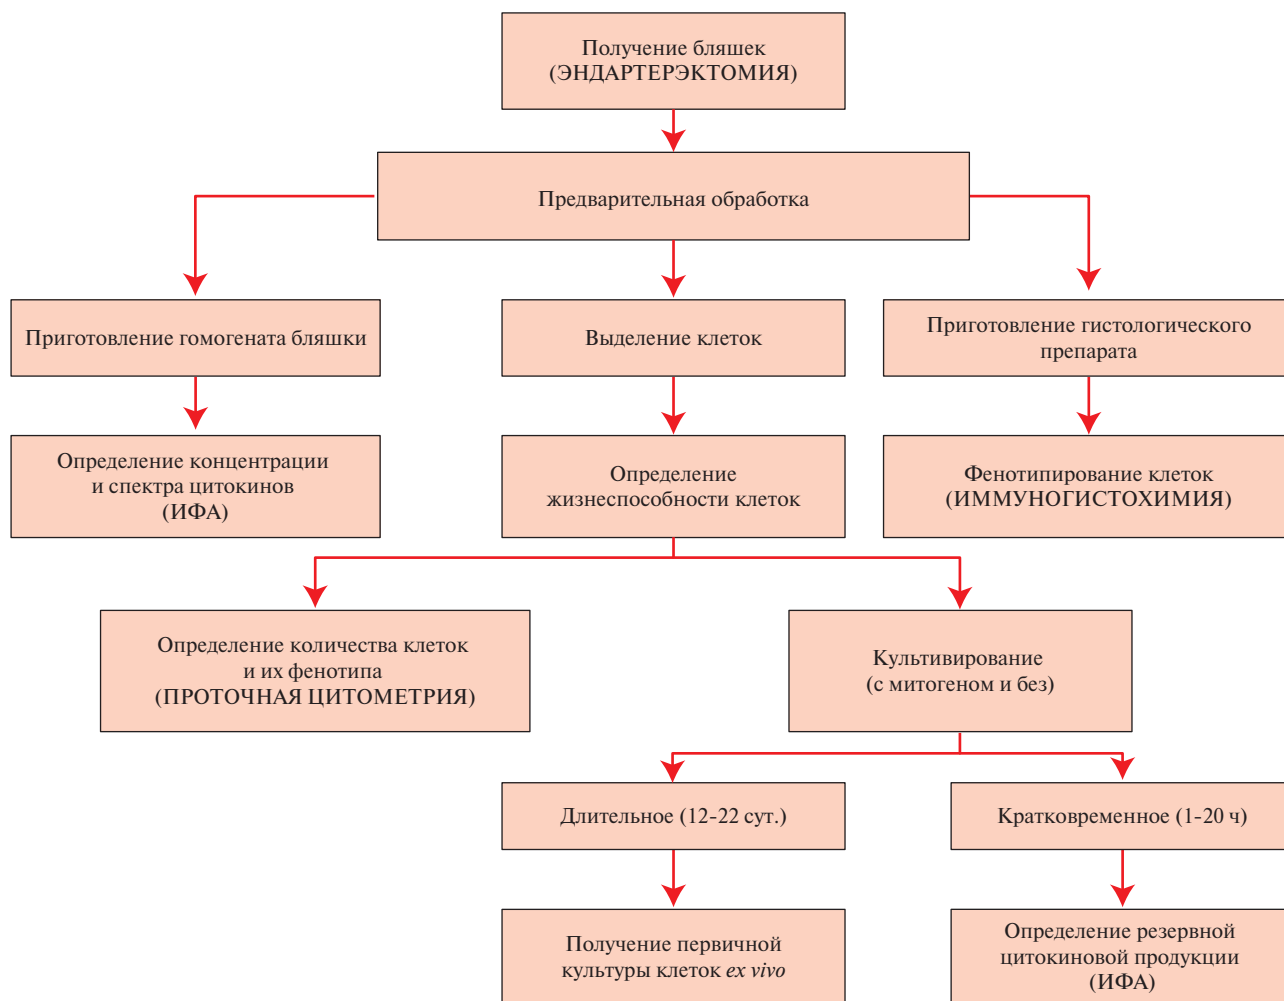 Получение бляшек
(ЭНДАРТЕРЭКТОМИЯ)
Предварительная обработка
Приготовление гомогената бляшки
Выделение клеток
Приготовление гистологического
препарата
Определение концентрации
и спектра цитокинов
(ИФА)
Определение
жизнеспособности клеток
Фенотипирование клеток
(ИММУНОГИСТОХИМИЯ)
Определение количества клеток
и их фенотипа
(ПРОТОЧНАЯ ЦИТОМЕТРИЯ)
Культивирование
(с митогеном и без)
Длительное (12-22 сут.)
Кратковременное (1-20 ч)
Получение первичной
культуры клеток ex vivo
Определение резервной
цитокиновой продукции
(ИФА)